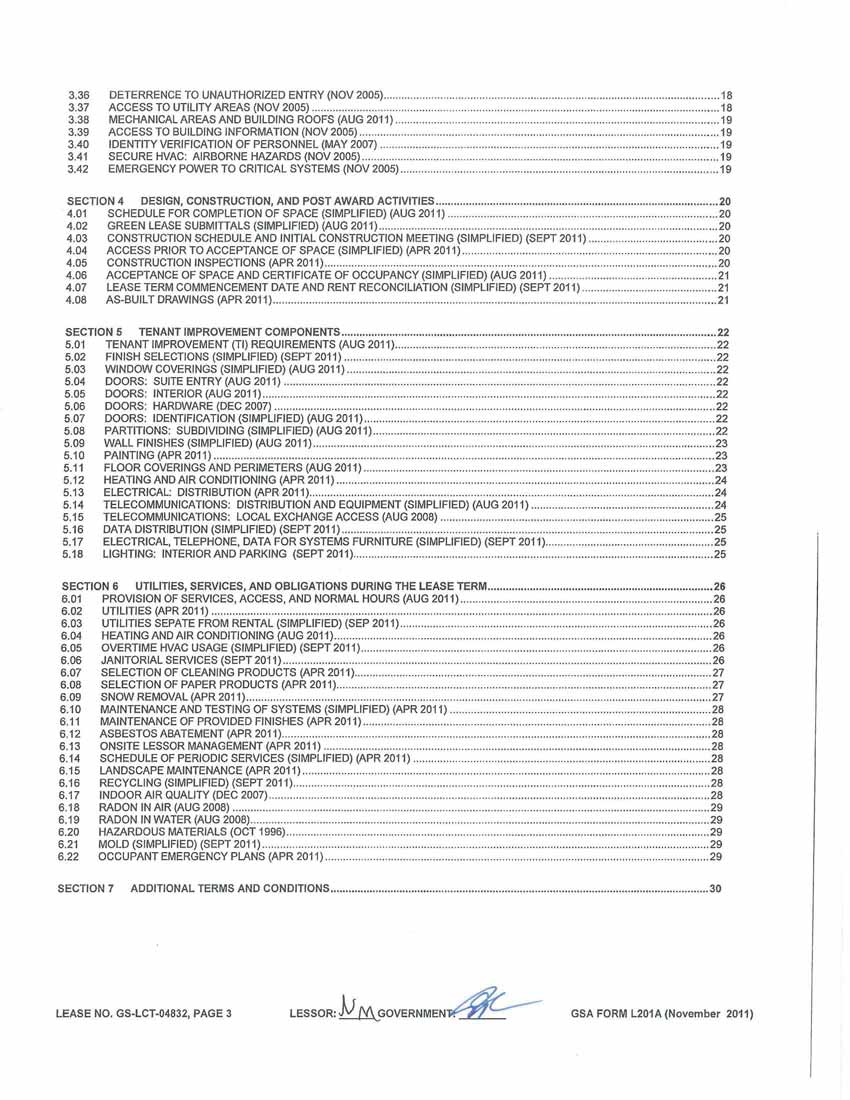 3.36 DETERRENCE TO UNAUTHORIZED ENTRY (NOV 2005)....18
3.37 ACCESS TO UTILITY AREAS (NOV 2005)....18
3.38 MECHANICAL AREAS AND BUILDING ROOFS (AUG 2011)....19
3.39 ACCESS TO BUILDING INFORMATION (NOV 2005)....19
3.40 IDENTITY VERIFICATION OF PERSONNEL (MAY 2007)....19
3.41 SECURE HVAC: AIRBORNE HAZARDS (NOV 2005)....19
3.42 EMERGENCY POWER TO CRITICAL SYSTEMS (NOV 2005)....19
SECTION 4 DESIGN, CONSTRUCTION, AND POST AWARD ACTIVITIES....20
4.01 SCHEDULE FOR COMPLETION OF SPACE (SIMPLIFIED) (AUG 2011)....20
4.02 GREEN LEASE SUBMITTALS (SIMPLIFIED) (AUG 2011)....20
4.03 CONSTRUCTION SCHEDULE AND INITIAL CONSTRUCTION MEETING (SIMPLIFIED) (SEPT 2011)....20
4.04 ACCESS PRIOR TO ACCEPTANCE OF SPACE (SIMPLIFIED) (APR 2011)....20
4.05 CONSTRUCTION INSPECTIONS (APR 2011)....20
4.06 ACCEPTANCE OF SPACE AND CERTIFICATE OF OCCUPANCY (SIMPLIFIED) (AUG 2011)....21
4.07 LEASE TERM COMMENCEMENT DATE AND RENT RECONCILIATION (SIMPLIFIED) (SEPT 2011)....21
4.08 AS-BUILT DRAWINGS (APR 2011)....21
SECTION 5 TENANT IMPROVEMENT COMPONENTS....22
5.01 TENANT IMPROVEMENT (TI) REQUIREMENTS (AUG 2011)....22
5.02 FINISH SELECTIONS (SIMPLIFIED) (SEPT 2011)....22
5.03 WINDOW COVERINGS (SIMPLIFIED) (AUG 2011)....22
5.04 DOORS: SUITE ENTRY (AUG 2011)....22
5.05 DOORS: INTERIOR (AUG 2011)....22
5.06 DOORS: HARDWARE (DEC 2007)....22
5.07 DOORS: IDENTIFICATION (SIMPLIFIED) (AUG 2011)....22
5.08 PARTITIONS: SUBDIVIDING (SIMPLIFIED) (AUG 2011)....22
5.09 WALL FINISHES (SIMPLIFIED) (AUG 2011)....23
5.10 PAINTING (APR 2011)....23
5.11 FLOOR COVERINGS AND PERIMETERS (AUG 2011)....23
5.12 HEATING AND AIR CONDITIONING (APR 2011)....24
5.13 ELECTRICAL: DISTRIBUTION (APR 2011)....24
5.14 TELECOMMUNICATIONS: DISTRIBUTION AND EQUIPMENT (SIMPLIFIED) (AUG 2011)....24
5.15 TELECOMMUNICATIONS: LOCAL EXCHANGE ACCESS (AUG 2008)....25
5.16 DATA DISTRIBUTION (SIMPLIFIED) (SEPT 2011)....25
5.17 ELECTRICAL, TELEPHONE, DATA FOR SYSTEMS FURNITURE (SIMPLIFIED) (SEPT 2011)....25
5.18 LIGHTING: INTERIOR AND PARKING (SEPT 2011)....25
SECTION 6 UTILITIES, SERVICES, AND OBLIGATIONS DURING THE LEASE TERM....26
6.01 PROVISION OF SERVICES, ACCESS, AND NORMAL HOURS (AUG 2011)....26
6.02 UTILITIES (APR 2011)....26
6.03 UTILITIES SEPATE FROM RENTAL (SIMPLIFIED) (SEP 2011)....26
6.04 HEATING AND AIR CONDITIONING (AUG 2011)....26
6.05 OVERTIME HVAC USAGE (SIMPLIFIED) (SEPT 2011)....26
6.06 JANITORIAL SERVICES (SEPT 2011)....26
6.07 SELECTION OF CLEANING PRODUCTS (APR 2011)....27
6.08 SELECTION OF PAPER PRODUCTS (APR 2011)....27
6.09 SNOW REMOVAL (APR 2011)....27
6.10 MAINTENANCE AND TESTING OF SYSTEMS (SIMPLIFIED) (APR 2011)....28
6.11 MAINTENANCE OF PROVIDED FINISHES (APR 2011)....28
6.12 ASBESTOS ABATEMENT (APR 2011)....28
6.13 ONSITE LESSOR MANAGEMENT (APR 2011)....28
6.14 SCHEDULE OF PERIODIC SERVICES (SIMPLIFIED) (APR 2011)....28
6.15 LANDSCAPE MAINTENANCE (APR 2011)....28
6.16 RECYCLING (SIMPLIFIED) (SEPT 2011)....28
6.17 INDOOR AIR QUALITY (DEC 2007)....28
6.18 RADON IN AIR (AUG 2008)....29
6.19 RADON IN WATER (AUG 2008)....29
6.20 HAZARDOUS MATERIALS (OCT 1996)....29
6.21 MOLD (SIMPLIFIED) (SEPT 2011)....29
6.22 OCCUPANT EMERGENCY PLANS (APR 2011)....29
SECTION 7 ADDITIONAL TERMS AND CONDITIONS....30
LEASE NO. GS-LCT-04832, PAGE 3 LESSOR: NM GOVERNMENT: GSA FORM L201A (November 2011)